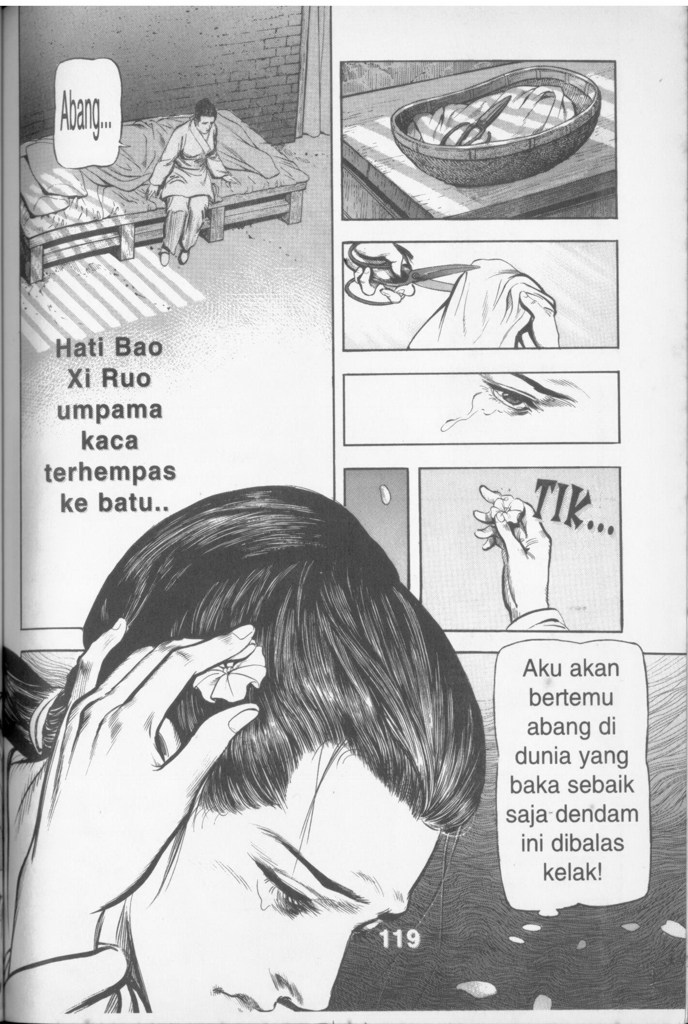 Abang...
Hati Bao
Xi Ruo
umpama
kaca
terhempas
ke batu..
TIK...
Aku akan
bertemu
abang di
dunia yang
baka sebaik
saja dendam
ini dibalas
kelak!
119